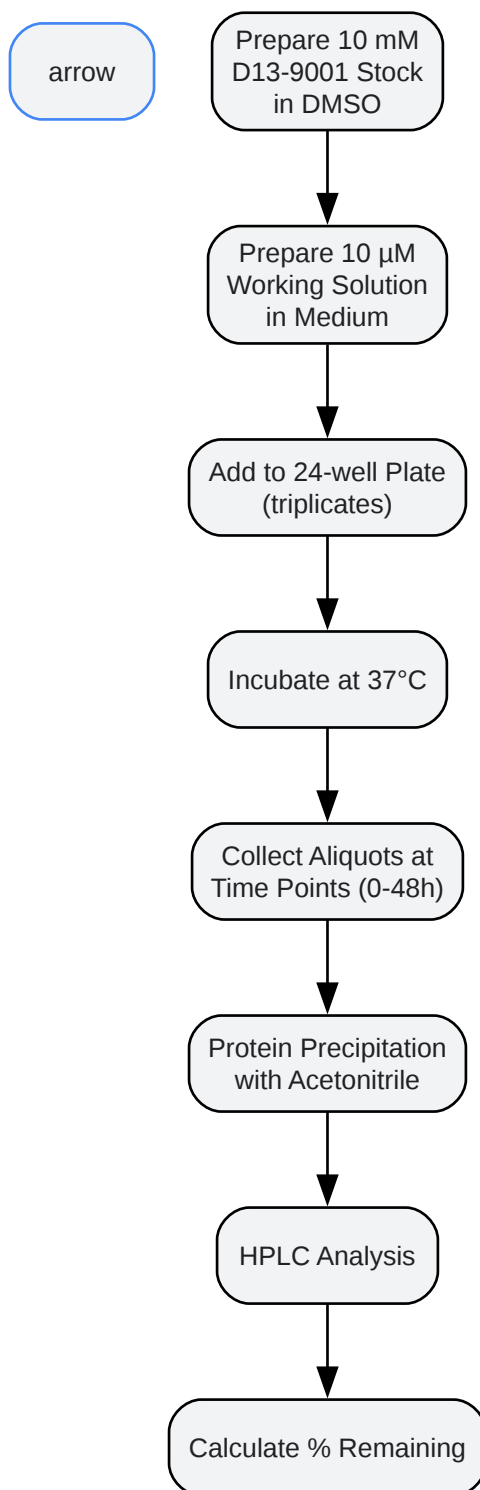 arrow
Prepare 10 mM
D13-9001 Stock
in DMSO
Prepare 10 µM
Working Solution
in Medium
Add to 24-well Plate
(triplicates)
Incubate at 37°C
Collect Aliquots at
Time Points (0-48h)
Protein Precipitation
with Acetonitrile
HPLC Analysis
Calculate % Remaining